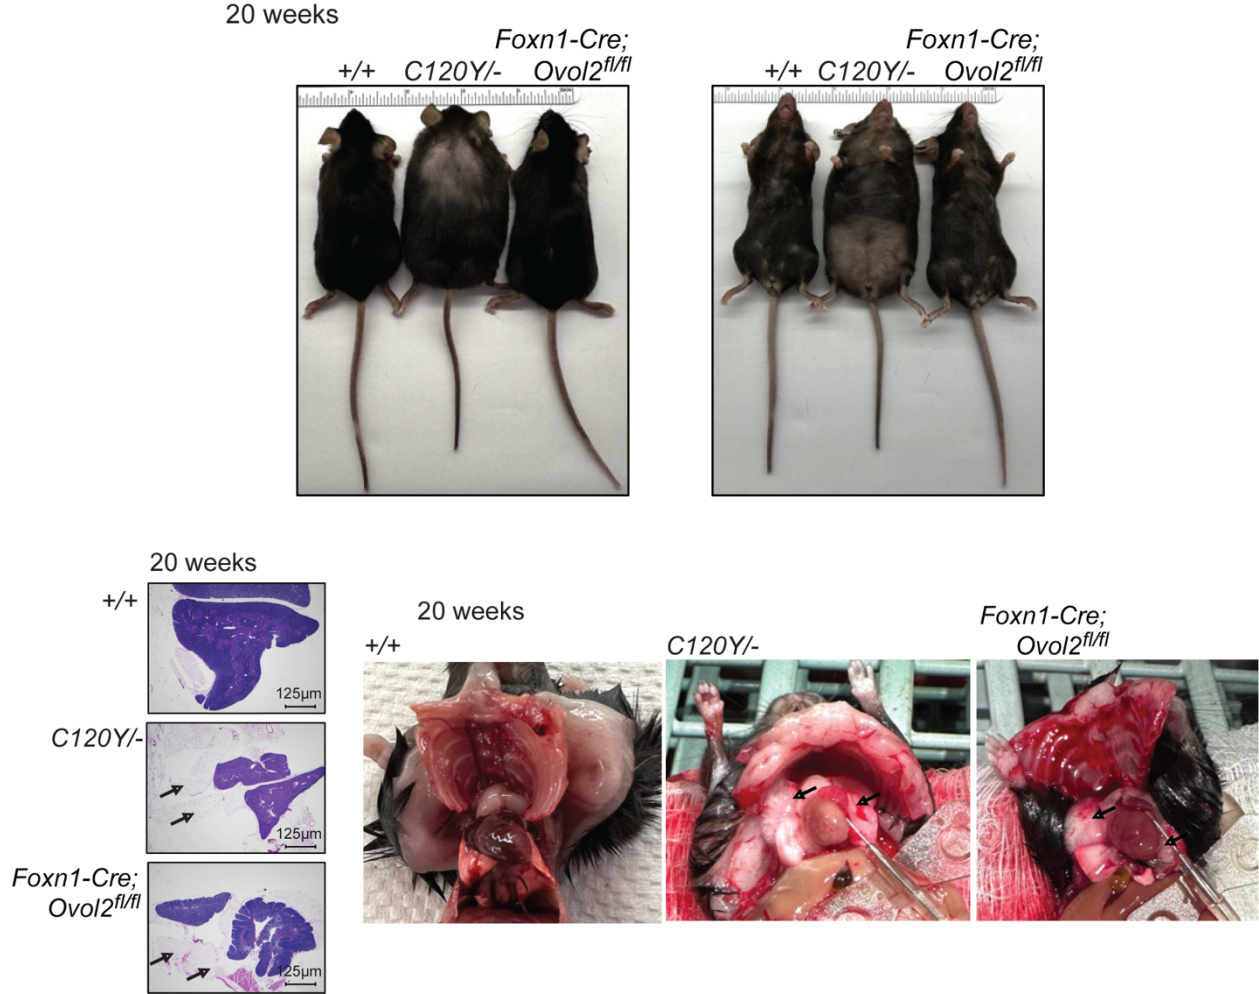 20 weeks
+/+ C120Y/- Foxn1-Cre;
Ovol2fl/fl
+/+ C120Y/- Foxn1-Cre;
Ovol2fl/fl
20 weeks
+/+
125µm
C120Y/-
125µm
Foxn1-Cre;
Ovol2fl/fl
125µm
20 weeks
+/+
C120Y/-
Foxn1-Cre;
Ovol2fl/fl